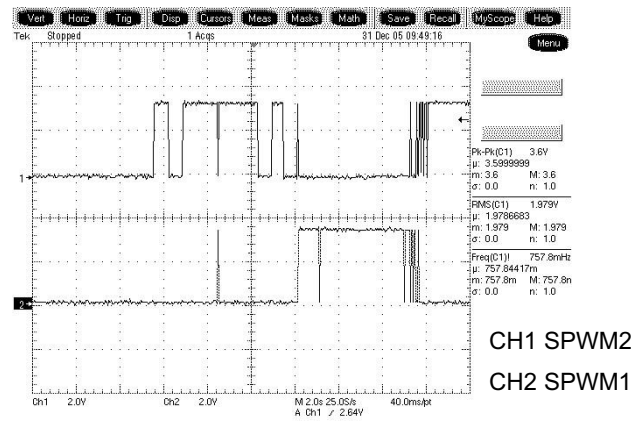 Vert Horiz Trig Disp Cursors Meas Masks Math Save Recall MyScope Help
Tek Stopped 1 Acqs 31 Dec 05 09:49:16
Menu
Pk-Pk(C1) 3.6V
µ: 3.5999999
m: 3.6 M: 3.6
σ: 0.0 n: 1.0
RMS(C1) 1.979V
µ: 1.9786683
m: 1.979 M: 1.979
σ: 0.0 n: 1.0
Freq(C1)! 757.8mHz
µ: 757.84417m
m: 757.8m M: 757.8n
σ: 0.0 n: 1.0
1
2
CH1 SPWM2
CH2 SPWM1
Ch1 2.0V Ch2 2.0V M 2.0s 25.0S/s 40.0ms/pt
A Ch1 ∕ 2.64V